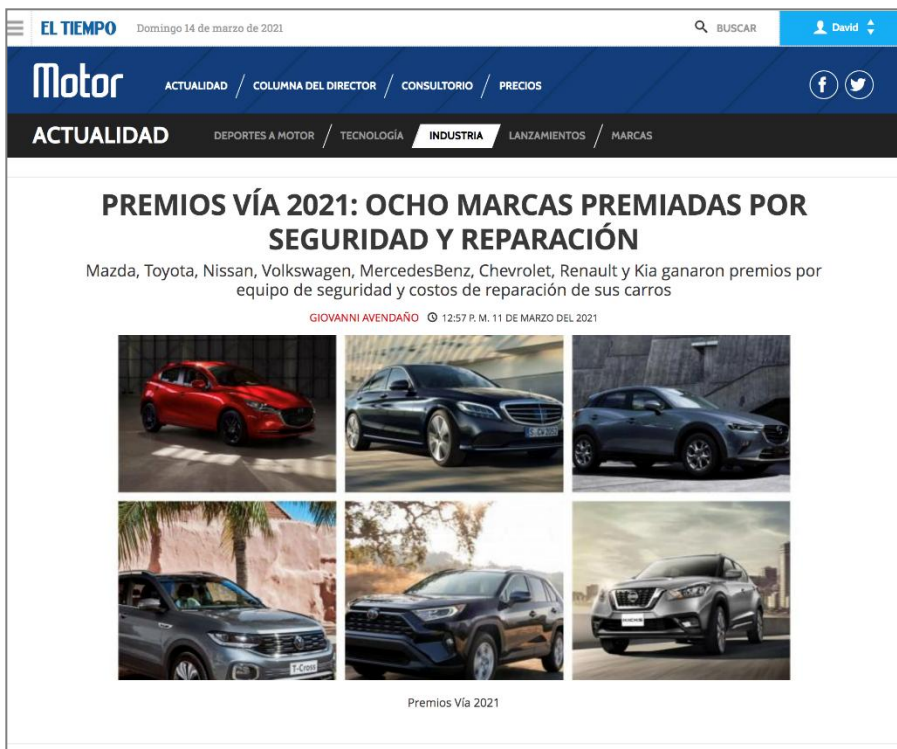 EL TIEMPO Domingo 14 de marzo de 2021 BUSCAR David
Motor ACTUALIDAD / COLUMNA DEL DIRECTOR / CONSULTORIO / PRECIOS
ACTUALIDAD DEPORTES A MOTOR / TECNOLOGÍA INDUSTRIA LANZAMIENTOS / MARCAS
PREMIOS VÍA 2021: OCHO MARCAS PREMIADAS POR
SEGURIDAD Y REPARACIÓN
Mazda, Toyota, Nissan, Volkswagen, MercedesBenz, Chevrolet, Renault y Kia ganaron premios por
equipo de seguridad y costos de reparación de sus carros
GIOVANNI AVENDAÑO 12:57 P. M. 11 DE MARZO DEL 2021
T-Cross
KICKS
Premios Vía 2021